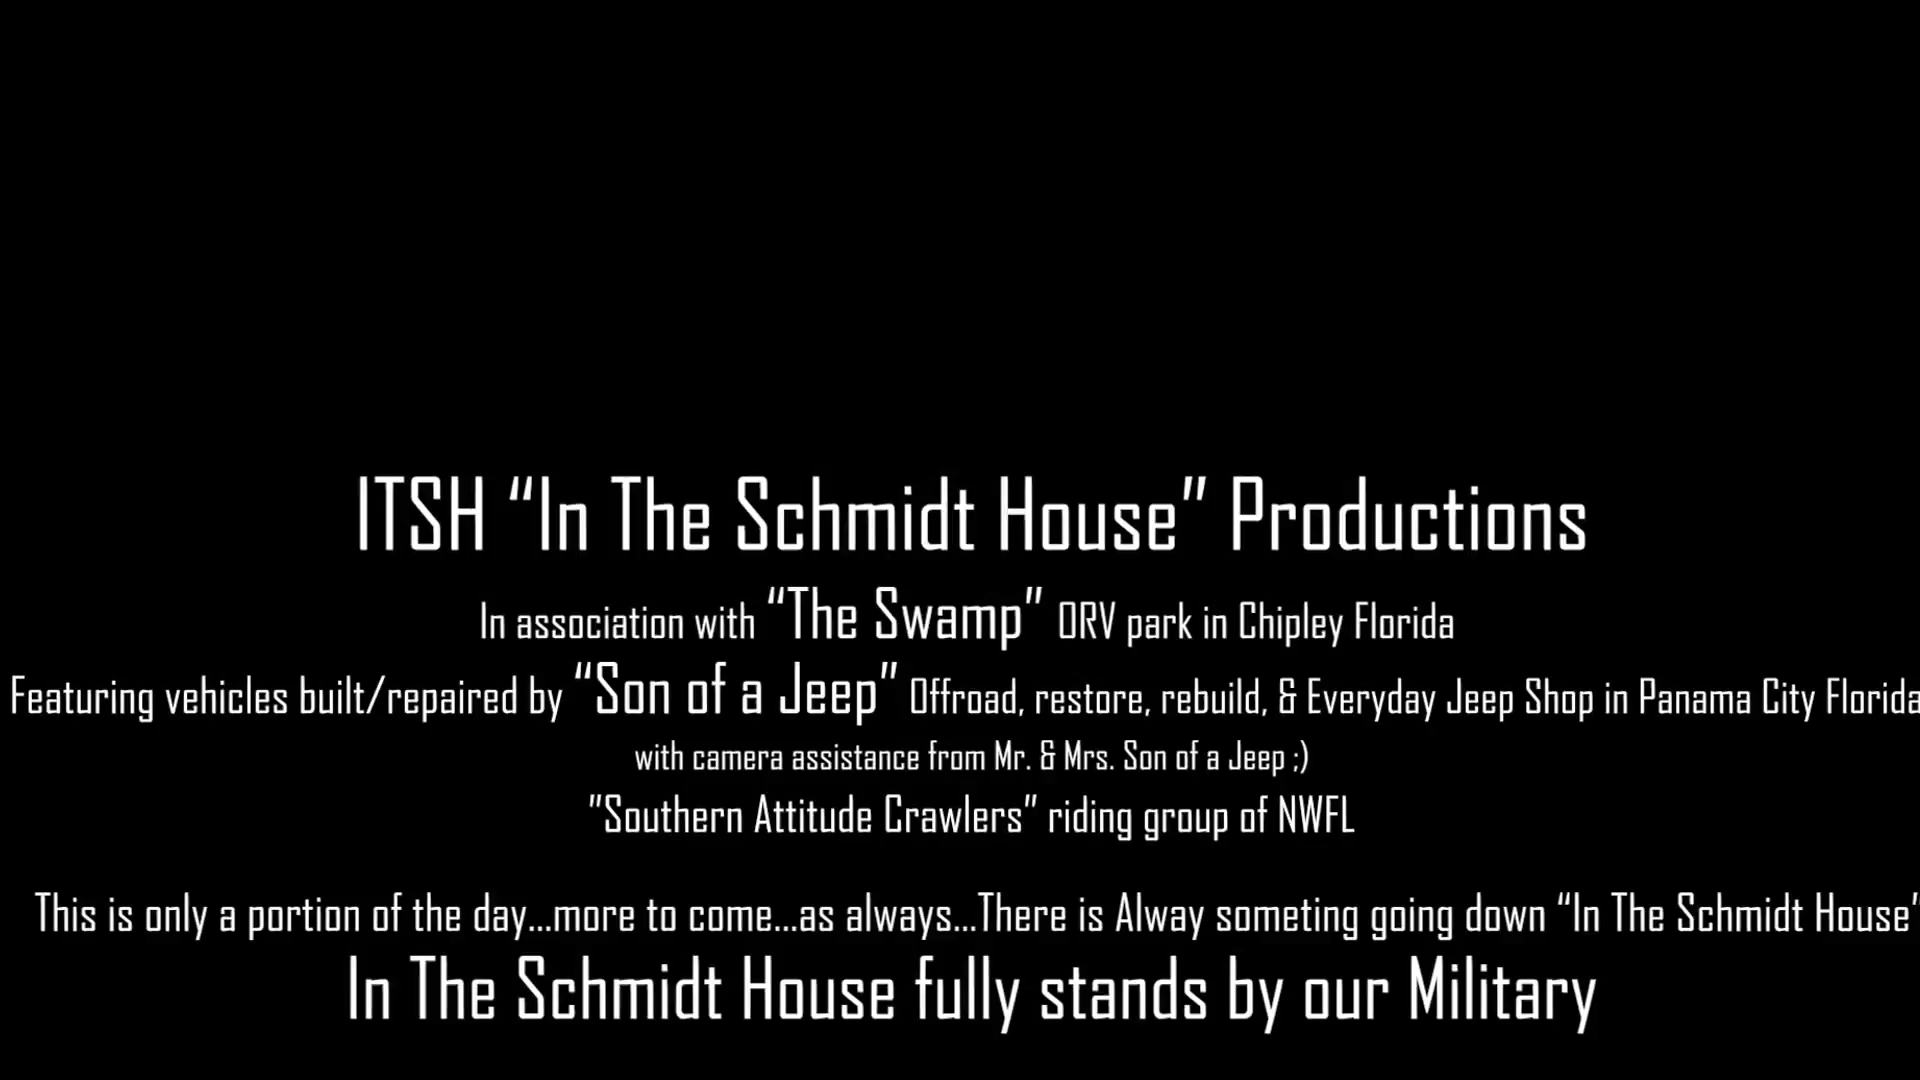 ITSH “In The Schmidt House” Productions
In association with “The Swamp” ORV park in Chipley Florida
Featuring vehicles built/repaired by “Son of a Jeep” Offroad, restore, rebuild, & Everyday Jeep Shop in Panama City Florida
with camera assistance from Mr. & Mrs. Son of a Jeep ;)
”Southern Attitude Crawlers” riding group of NWFL
This is only a portion of the day...more to come...as always...There is Alway someting going down “In The Schmidt House”
In The Schmidt House fully stands by our Military